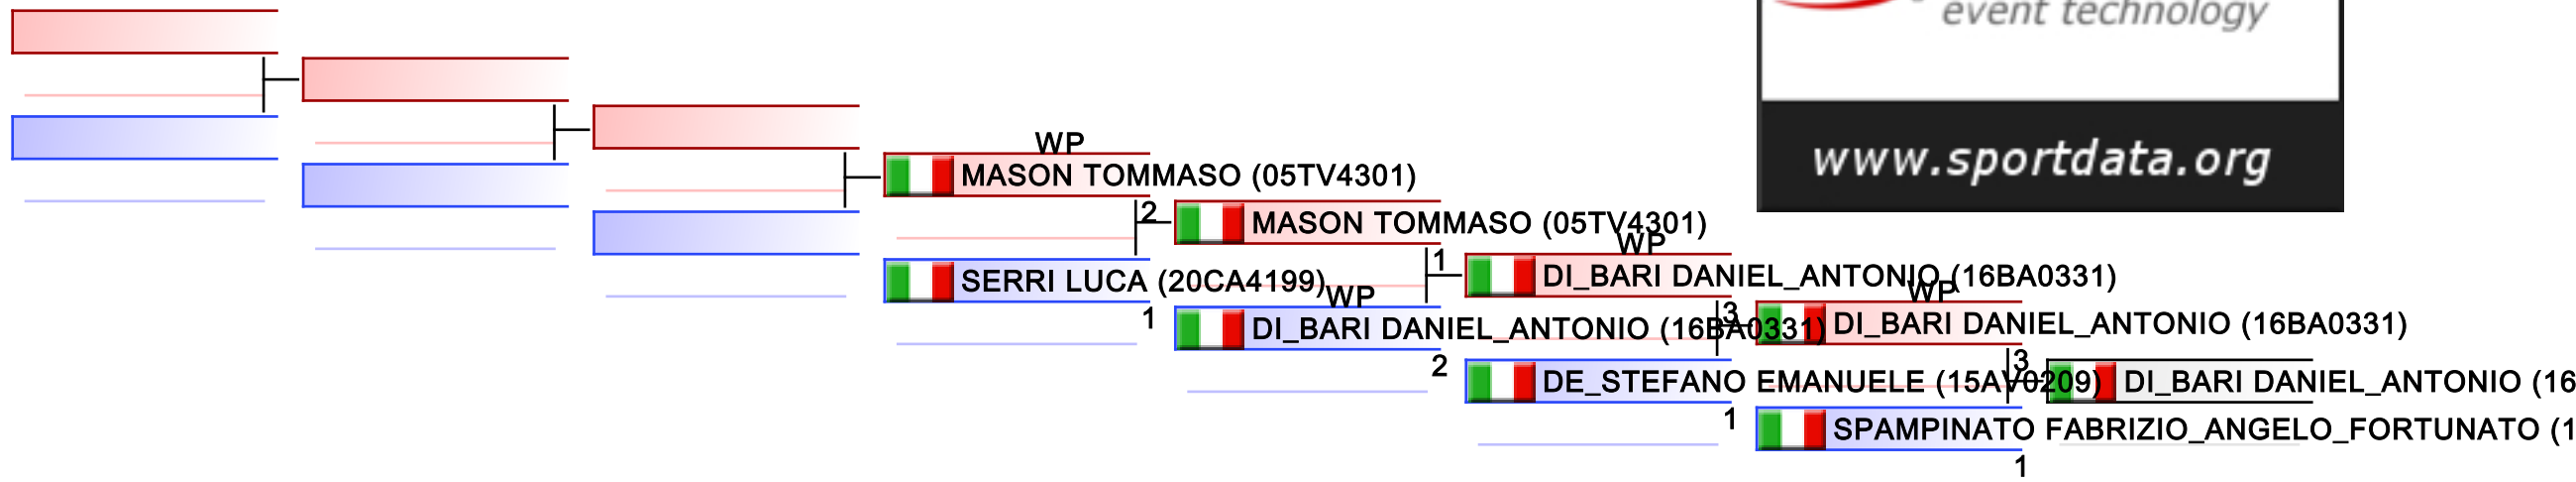 event technology
www.sportdata.org
WP
MASON TOMMASO (05TV4301)
2
MASON TOMMASO (05TV4301)
WP
1
DI_BARI DANIEL_ANTONIO (16BA0331)
SERRI LUCA (20CA4199)
WP
WP
1
DI_BARI DANIEL_ANTONIO (16BA0331)
3
DI_BARI DANIEL_ANTONIO (16BA0331)
2
DE_STEFANO EMANUELE (15AV0209)
3
DI_BARI DANIEL_ANTONIO (16
1
SPAMPINATO FABRIZIO_ANGELO_FORTUNATO (1
1